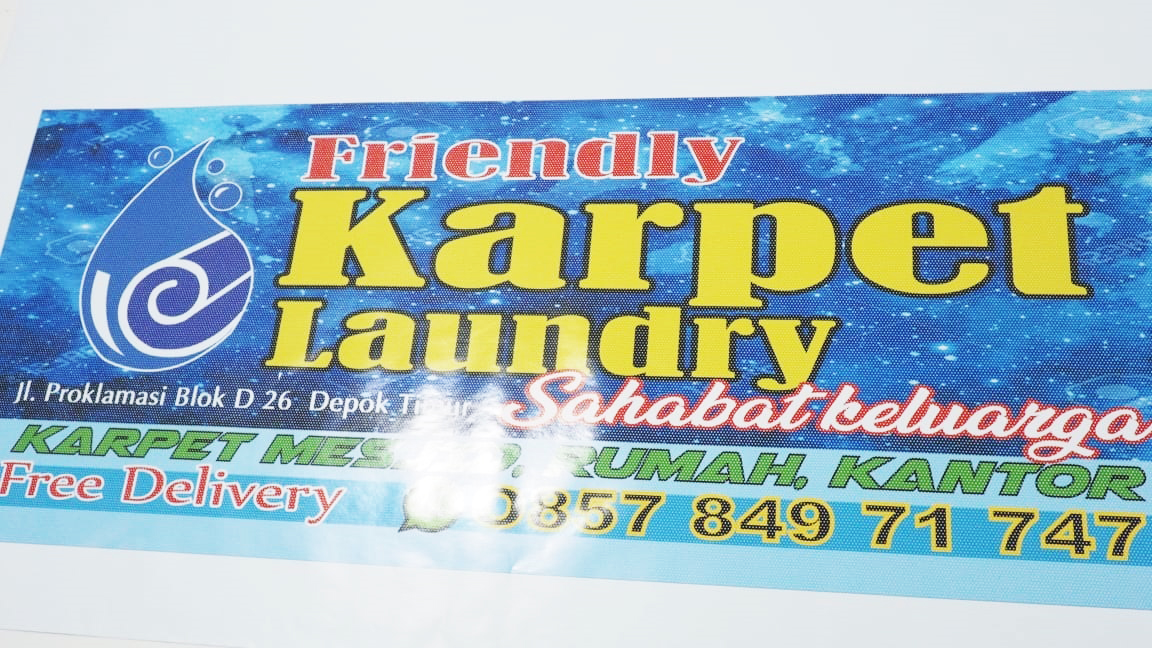 Friendly
Karpet
Laundry
Jl. Proklamasi Blok D 26 Depok Timur
Sahabat keluarga
KARPET RUMAH, KANTOR
Free Delivery 0857 849 71 747